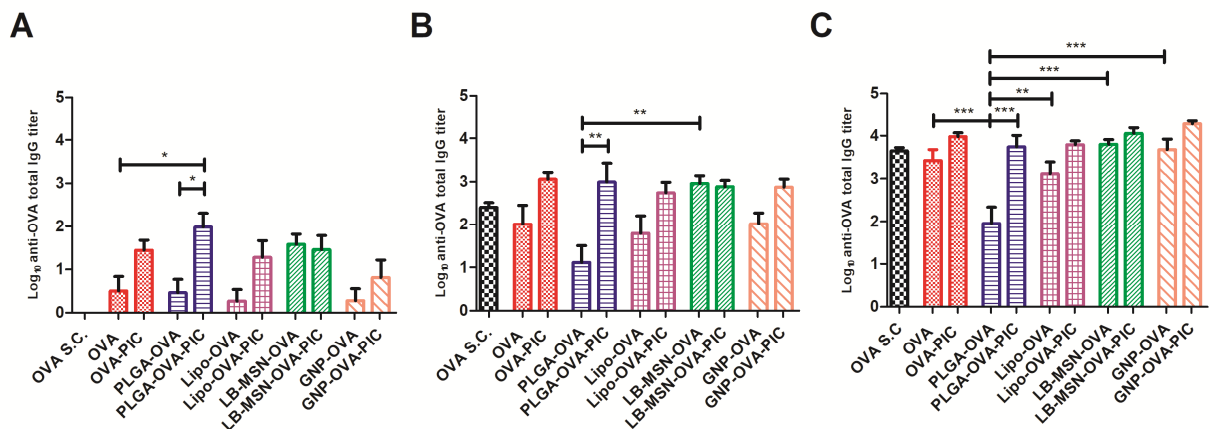 A
Log10 anti-OVA total IgG titer
5
4
3
2
1
0
*
*
OVA S.C.
OVA
OVA-PIC
PLGA-OVA
PLGA-OVA-PIC
Lipo-OVA
Lipo-OVA-PIC
LB-MSN-OVA
LB-MSN-OVA-PIC
GNP-OVA
GNP-OVA-PIC
B
Log10 anti-OVA total IgG titer
5
4
3
2
1
0
**
**
OVA S.C.
OVA
OVA-PIC
PLGA-OVA
PLGA-OVA-PIC
Lipo-OVA
Lipo-OVA-PIC
LB-MSN-OVA
LB-MSN-OVA-PIC
GNP-OVA
GNP-OVA-PIC
C
Log10 anti-OVA total IgG titer
5
4
3
2
1
0
***
***
**
*** ***
OVA S.C
OVA
OVA-PIC
PLGA-OVA
PLGA-OVA-PIC
Lipo-OVA
Lipo-OVA-PIC
LB-MSN-OVA
LB-MSN-OVA-PIC
GNP-OVA
GNP-OVA-PIC